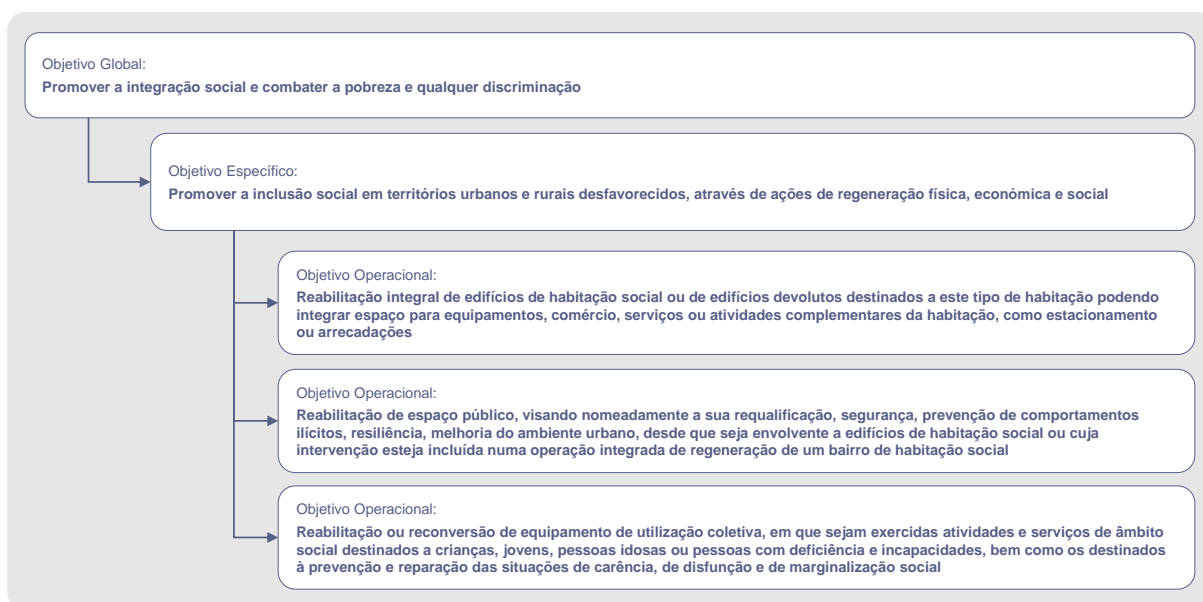 Objetivo Global:
Promover a integração social e combater a pobreza e qualquer discriminação
Objetivo Específico:
Promover a inclusão social em territórios urbanos e rurais desfavorecidos, através de ações de regeneração física, económica e social
Objetivo Operacional:
Reabilitação integral de edifícios de habitação social ou de edifícios devolutos destinados a este tipo de habitação podendo
integrar espaço para equipamentos, comércio, serviços ou atividades complementares da habitação, como estacionamento
ou arrecadações
Objetivo Operacional:
Reabilitação de espaço público, visando nomeadamente a sua requalificação, segurança, prevenção de comportamentos
ilícitos, resiliência, melhoria do ambiente urbano, desde que seja envolvente a edifícios de habitação social ou cuja
intervenção esteja incluída numa operação integrada de regeneração de um bairro de habitação social
Objetivo Operacional:
Reabilitação ou reconversão de equipamento de utilização coletiva, em que sejam exercidas atividades e serviços de âmbito
social destinados a crianças, jovens, pessoas idosas ou pessoas com deficiência e incapacidades, bem como os destinados
à prevenção e reparação das situações de carência, de disfunção e de marginalização social